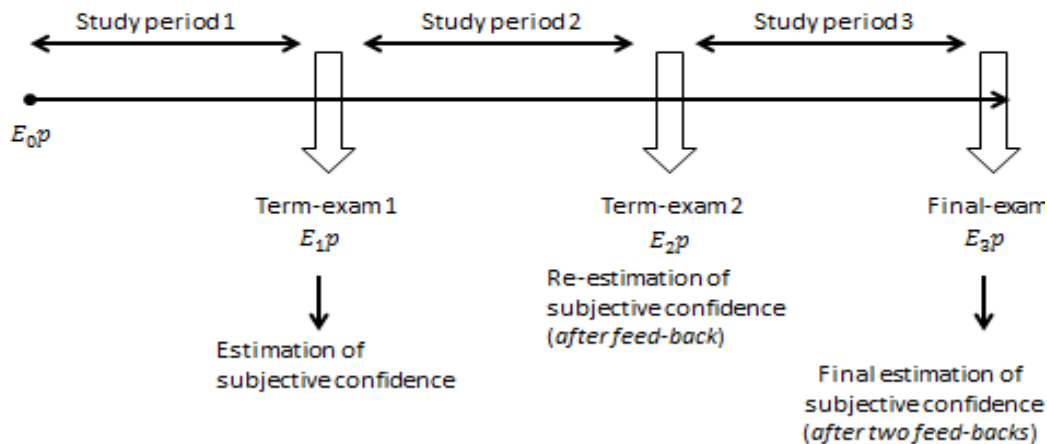 Study period 1
Study period 2
Study period 3
E₀p
Term-exam 1
E₁p
Estimation of
subjective confidence
Term-exam 2
E₂p
Re-estimation of
subjective confidence
(after feed-back)
Final-exam
E₃p
Final estimation of
subjective confidence
(after two feed-backs)